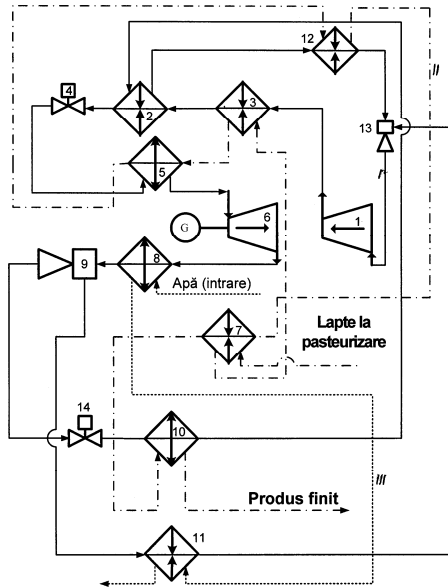 12
II
4
2
3
13
5
r
6
1
G
9
8
Apă (intrare)
7
Lapte la
pasteurizare
14
10
III
Produs finit
11